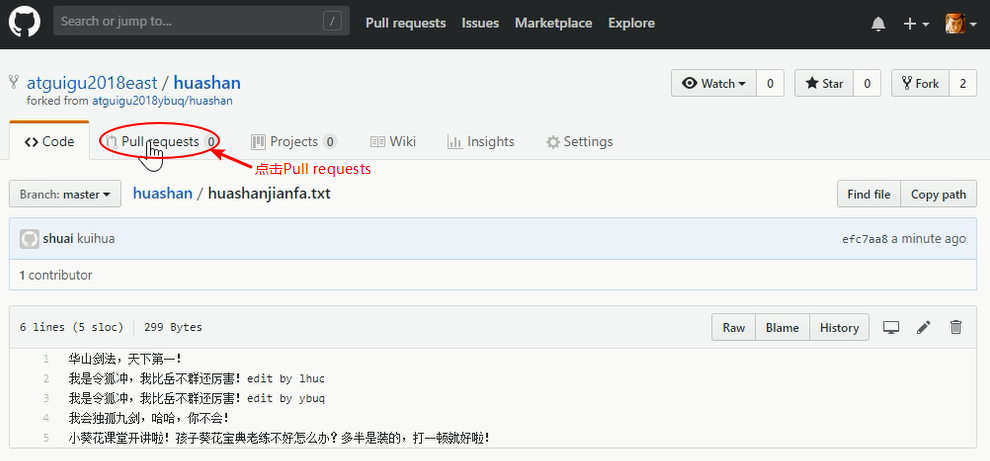 Search or jump to... / Pull requests Issues Marketplace Explore
atguigu2018east / huashan Watch 0 Star 0 Fork 2
forked from atguigu2018ybuq/huashan
Code Pull requests 0 Projects 0 Wiki Insights Settings
点击Pull requests
Branch: master huashan / huashanjianfa.txt Find file Copy path
shuai kuihua efc7aa8 a minute ago
1 contributor
6 lines (5 sloc) 299 Bytes Raw Blame History
1 华山剑法，天下第一！
2 我是令狐冲，我比岳不群还厉害！edit by lhuc
3 我是令狐冲，我比岳不群还厉害！edit by ybuq
4 我会独孤九剑，哈哈，你不会！
5 小葵花课堂开讲啦！孩子葵花宝典老练不好怎么办？多半是装的，打一顿就好啦！